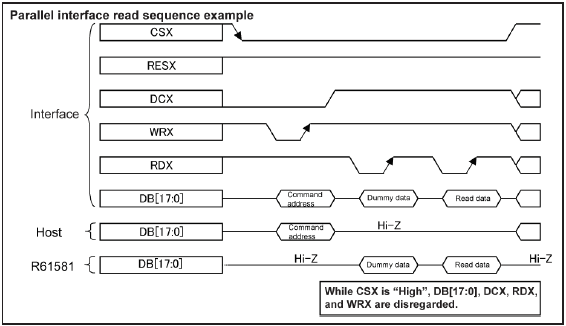 Parallel interface read sequence example
CSX
RESX
DCX
Interface
WRX
RDX
DB[17:0]
Command address
Dummy data
Read data
Host
DB[17:0]
Command address
Hi-Z
R61581
DB[17:0]
Hi-Z
Dummy data
Read data
Hi-Z
While CSX is “High”, DB[17:0], DCX, RDX,
and WRX are disregarded.